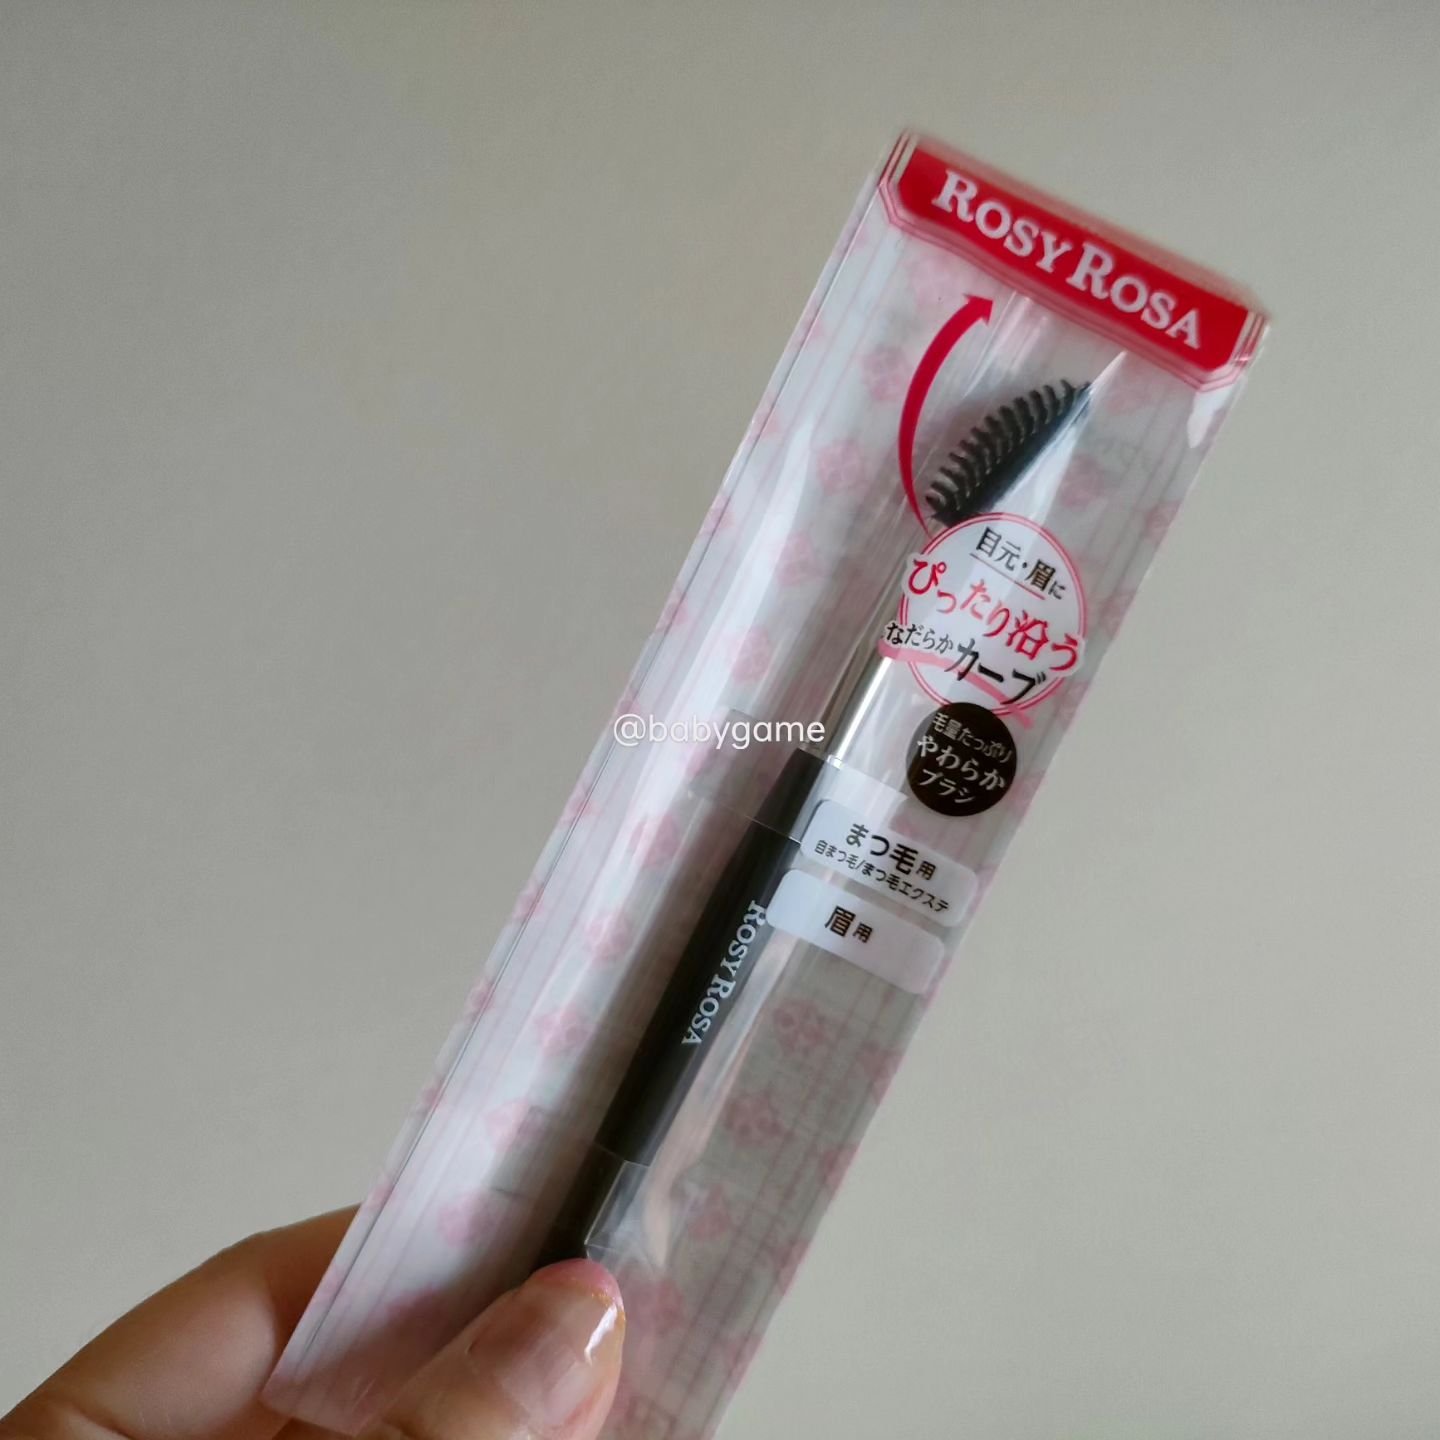 ROSY ROSA
目元・眉に
ぴったり沿う
なだらかカーブ
毛量たっぷり
やわらか
ブラシ
@babygame
まつ毛用
自まつ毛/まつ毛エクステ
眉用
ROSY ROSA